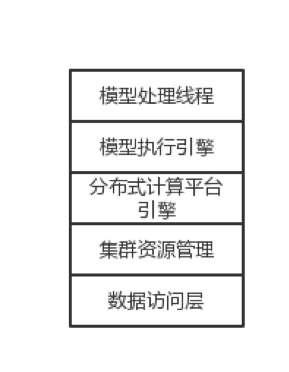 模型处理线程
模型执行引擎
分布式计算平台
引擎
集群资源管理
数据访问层